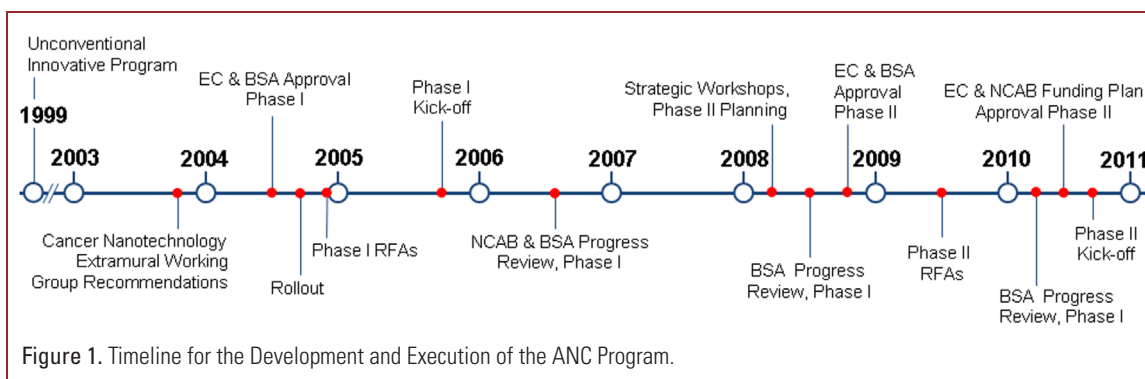 Unconventional
Innovative Program
EC & BSA Approval
Phase I
Phase I
Kick-off
Strategic Workshops,
Phase II Planning
EC & BSA
Approval
Phase II
EC & NCAB Funding Plan
Approval Phase II
1999
2003
2004
2005
2006
2007
2008
2009
2010
2011
Cancer Nanotechnology
Extramural Working
Group Recommendations
Rollout
Phase I RFAs
NCAB & BSA Progress
Review, Phase I
BSA Progress
Review, Phase I
Phase II
RFAs
BSA Progress
Review, Phase I
Phase II
Kick-off
Figure 1. Timeline for the Development and Execution of the ANC Program.